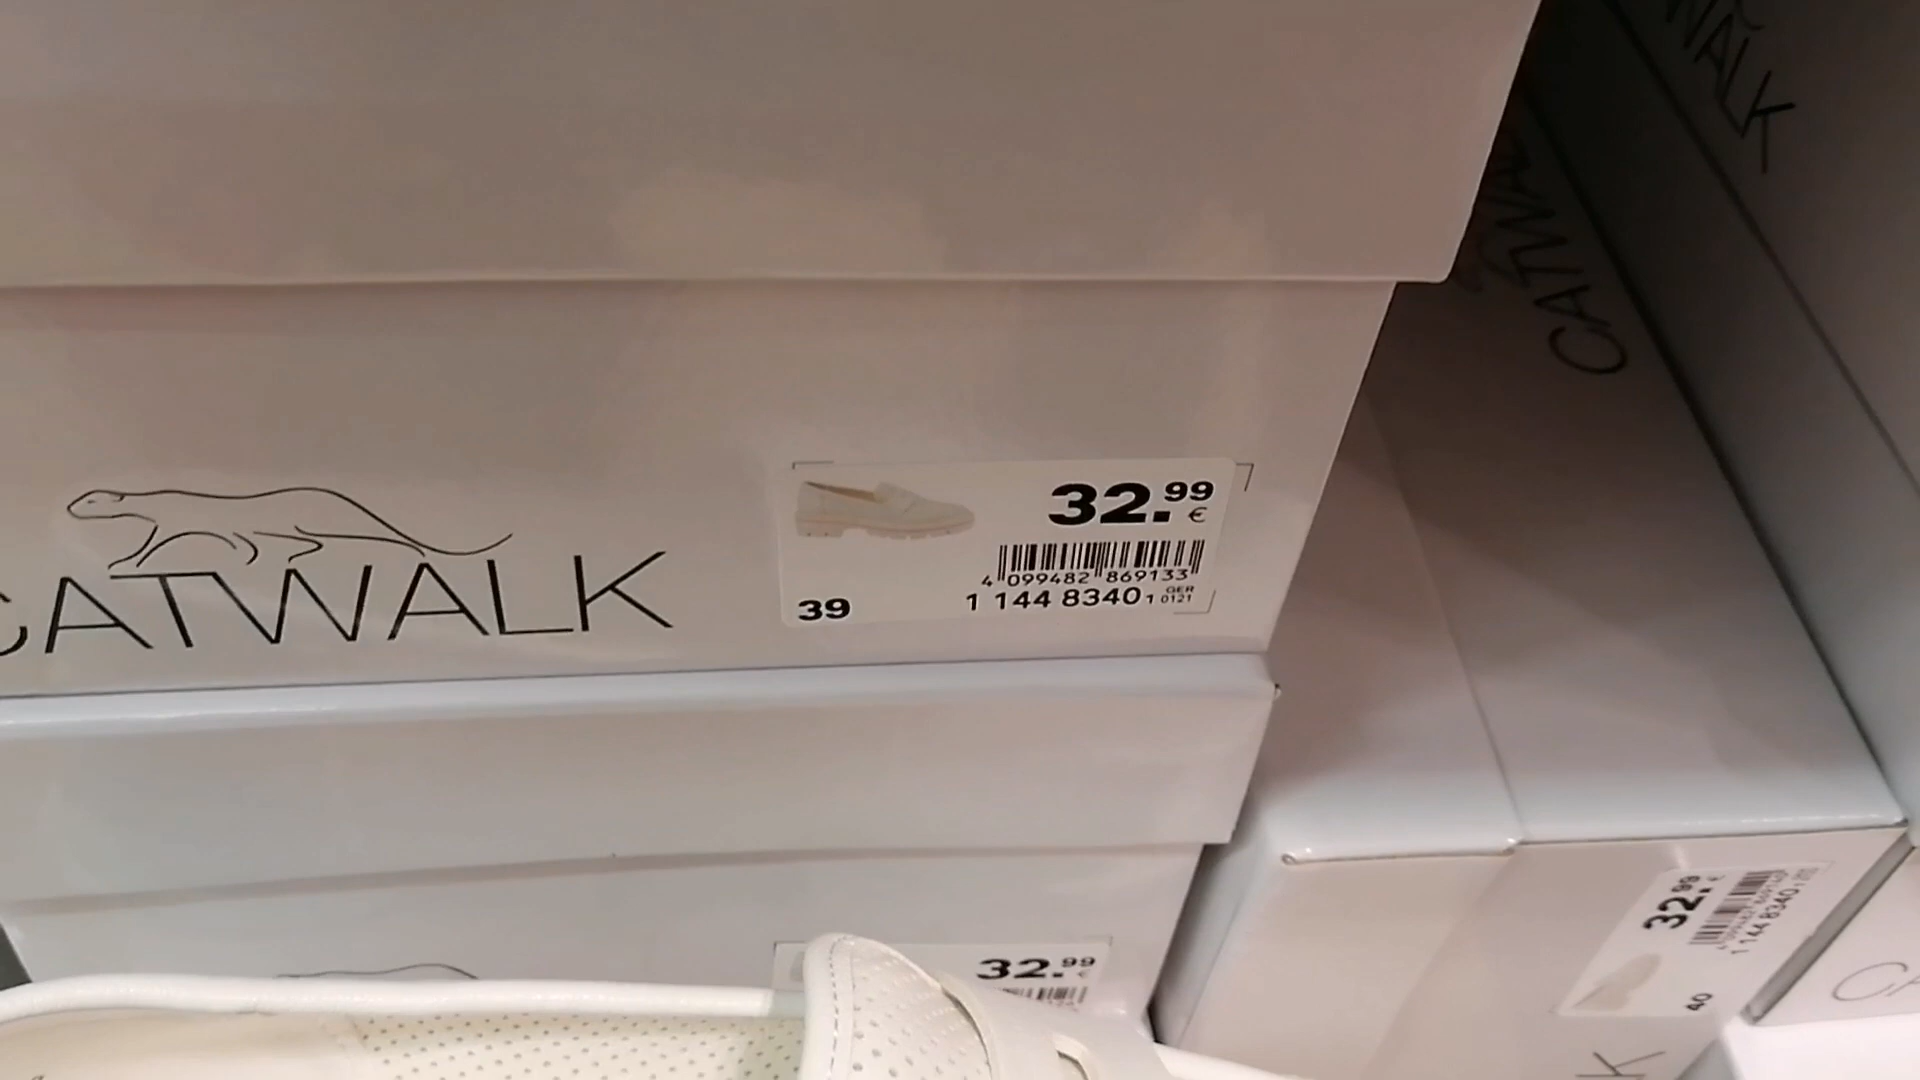 CATWALK
32.99
€
4 099482 869133
39
1 144 8340 1 GER 0121
32.99
WALK
CATWALK
32.99
€
1 144 8340
40
K